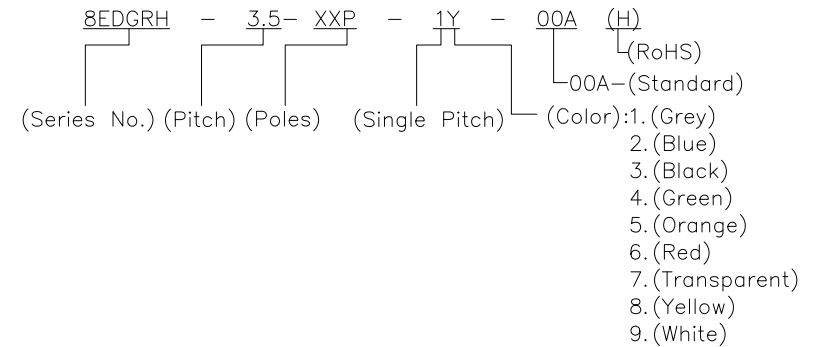 8EDGRH - 3.5- XXP - 1Y - 00A (H)
(RoHS)
00A-(Standard)
(Series No.) (Pitch) (Poles) (Single Pitch) (Color):1.(Grey)
2.(Blue)
3.(Black)
4.(Green)
5.(Orange)
6.(Red)
7.(Transparent)
8.(Yellow)
9.(White)